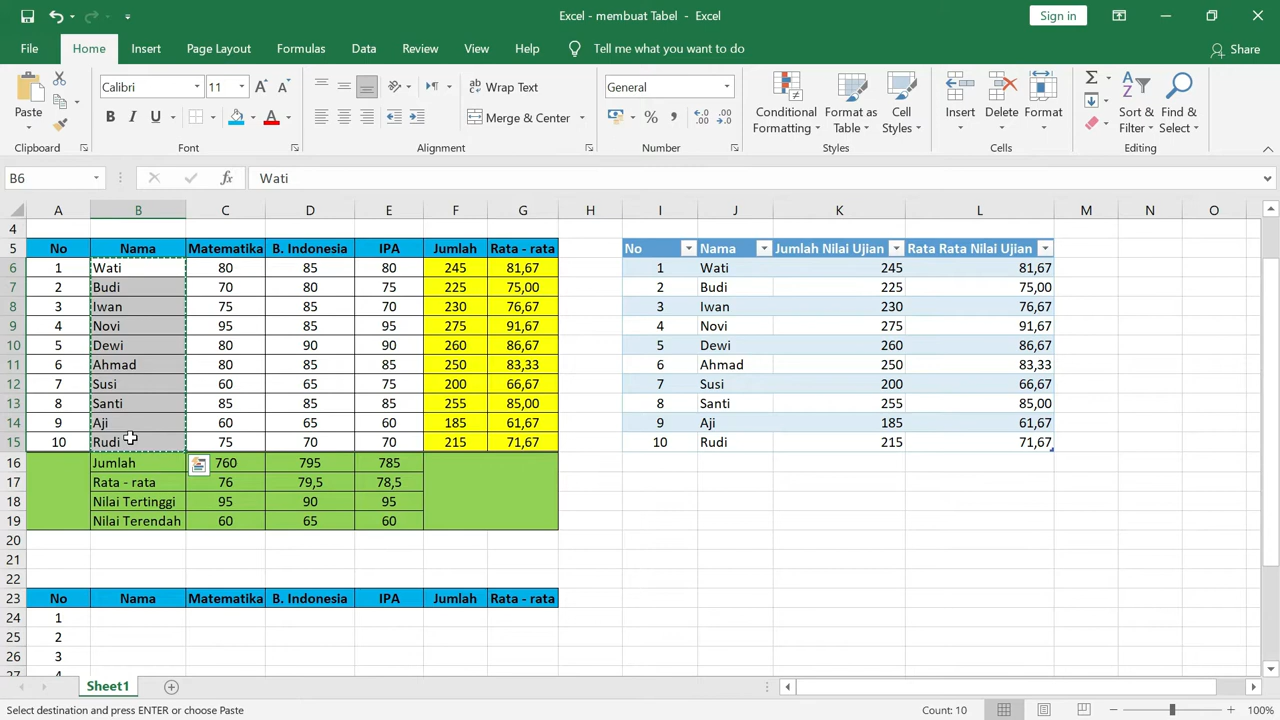 Excel - membuat Tabel - Excel
Sign in
File Home Insert Page Layout Formulas Data Review View Help Tell me what you want to do Share
Paste
Calibri 11
Wrap Text
Merge & Center
General
Conditional Formatting
Format as Table
Cell Styles
Insert
Delete
Format
Sort & Filter
Find & Select
Clipboard Font Alignment Number Styles Cells Editing
B6 fx Wati
A B C D E F G H I J K L M N O
4
5 No Nama Matematika B. Indonesia IPA Jumlah Rata - rata No Nama Jumlah Nilai Ujian Rata Rata Nilai Ujian
6 1 Wati 80 85 80 245 81,67 1 Wati 245 81,67
7 2 Budi 70 80 75 225 75,00 2 Budi 225 75,00
8 3 Iwan 75 85 70 230 76,67 3 Iwan 230 76,67
9 4 Novi 95 85 95 275 91,67 4 Novi 275 91,67
10 5 Dewi 80 90 90 260 86,67 5 Dewi 260 86,67
11 6 Ahmad 80 85 85 250 83,33 6 Ahmad 250 83,33
12 7 Susi 60 65 75 200 66,67 7 Susi 200 66,67
13 8 Santi 85 85 85 255 85,00 8 Santi 255 85,00
14 9 Aji 60 65 60 185 61,67 9 Aji 185 61,67
15 10 Rudi 75 70 70 215 71,67 10 Rudi 215 71,67
16 Jumlah 760 795 785
17 Rata - rata 76 79,5 78,5
18 Nilai Tertinggi 95 90 95
19 Nilai Terendah 60 65 60
20
21
22
23 No Nama Matematika B. Indonesia IPA Jumlah Rata - rata
24 1
25 2
26 3
27 4
Sheet1
Select destination and press ENTER or choose Paste Count: 10 100%